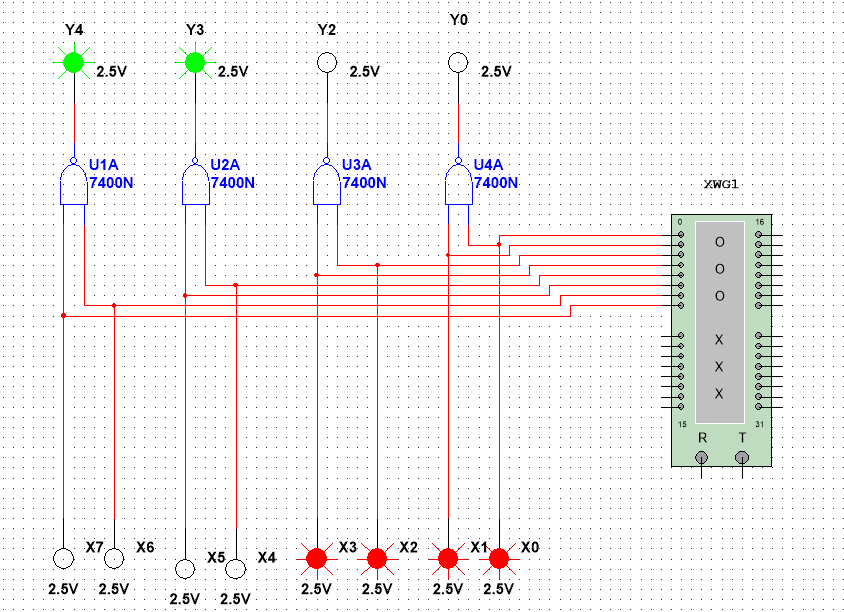 Y4 Y3 Y2 Y0
2.5V 2.5V 2.5V 2.5V
U1A U2A U3A U4A
7400N 7400N 7400N 7400N
XWG1
0 16
O
O
O
X
X
X
15 31
R T
X7 X6 X5 X4 X3 X2 X1 X0
2.5V 2.5V 2.5V 2.5V 2.5V 2.5V 2.5V 2.5V